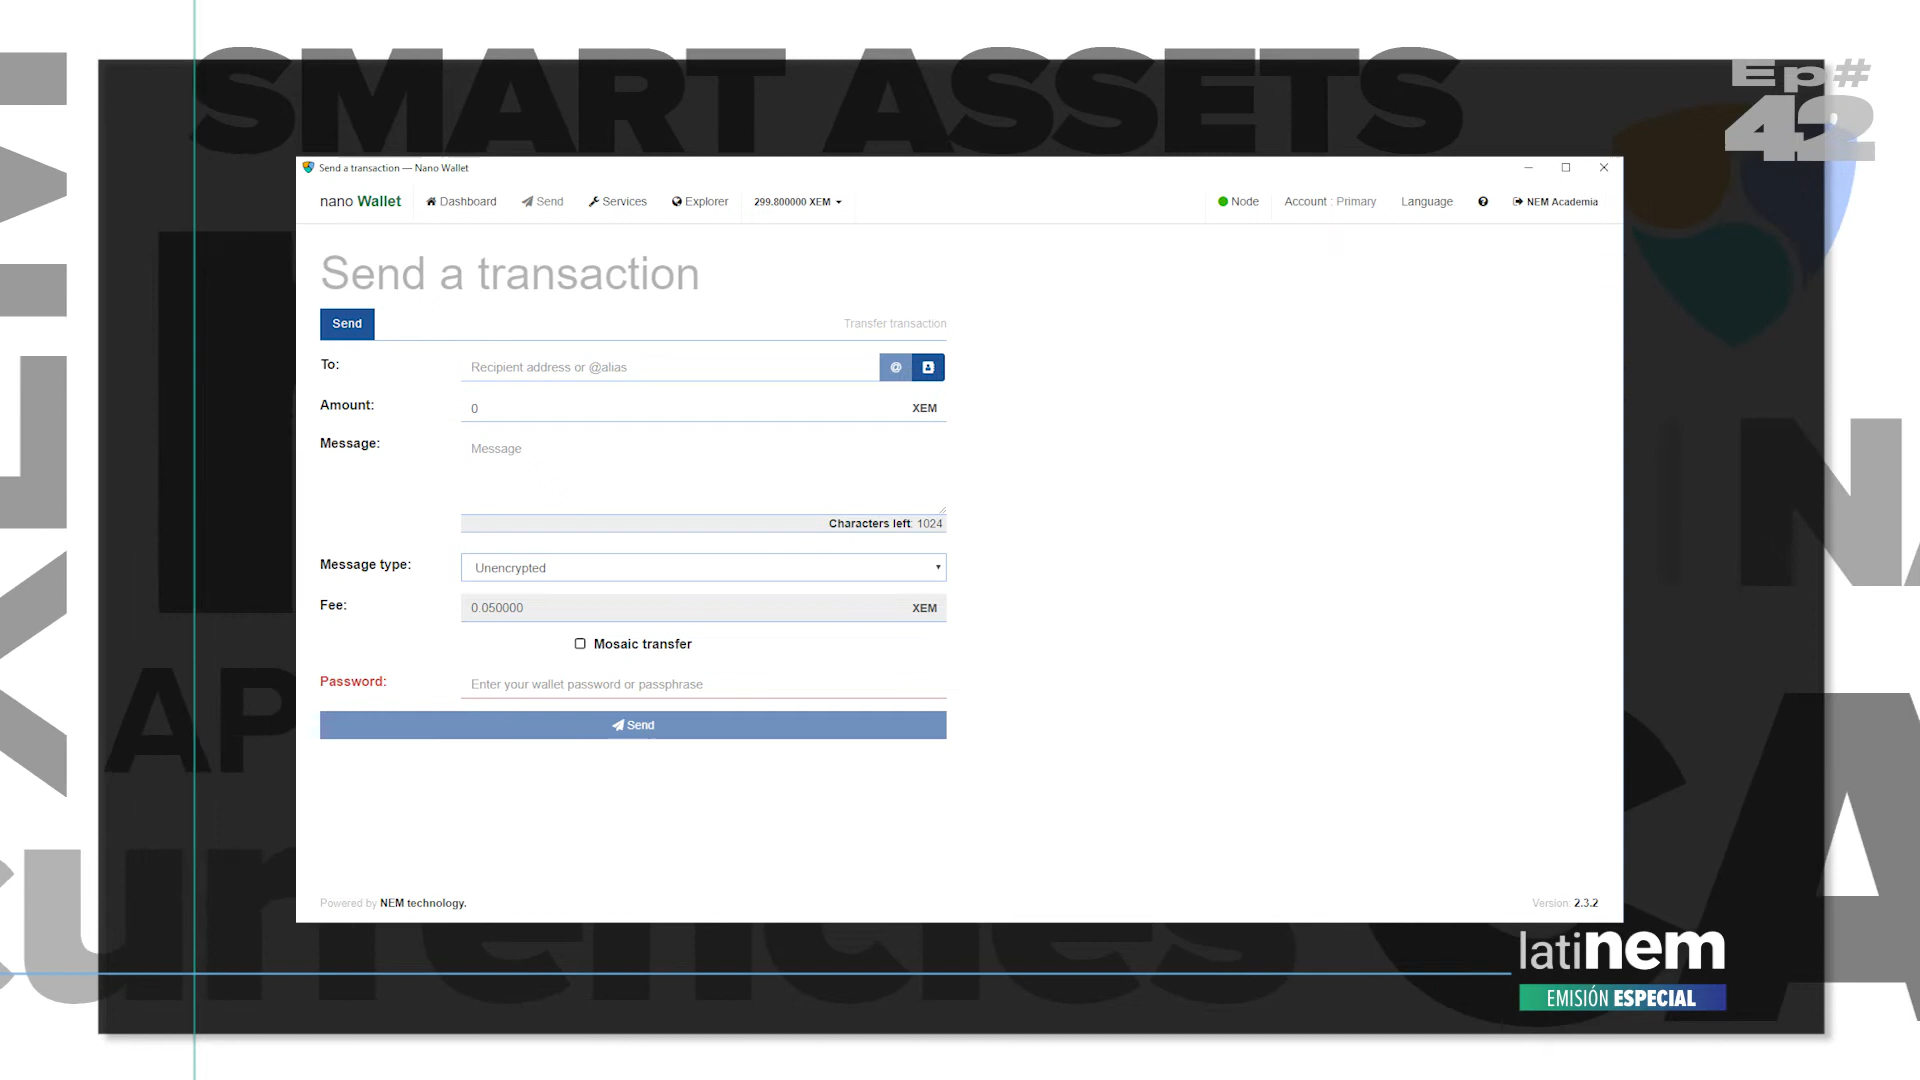 SMART ASSETS
Ep#
42
Send a transaction — Nano Wallet
nano Wallet
Dashboard
Send
Services
Explorer
299.800000 XEM
Node
Account : Primary
Language
NEM Academia
Send a transaction
Send
Transfer transaction
To:
Recipient address or @alias
@
Amount:
0
XEM
Message:
Message
Characters left: 1024
Message type:
Unencrypted
Fee:
0.050000
XEM
Mosaic transfer
Password:
Enter your wallet password or passphrase
Send
Powered by NEM technology.
Version: 2.3.2
latinem
EMISIÓN ESPECIAL